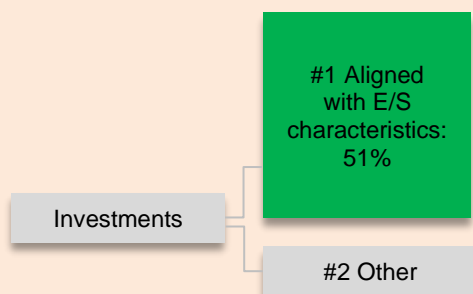 #1 Aligned
with E/S
characteristics:
51%
Investments
#2 Other